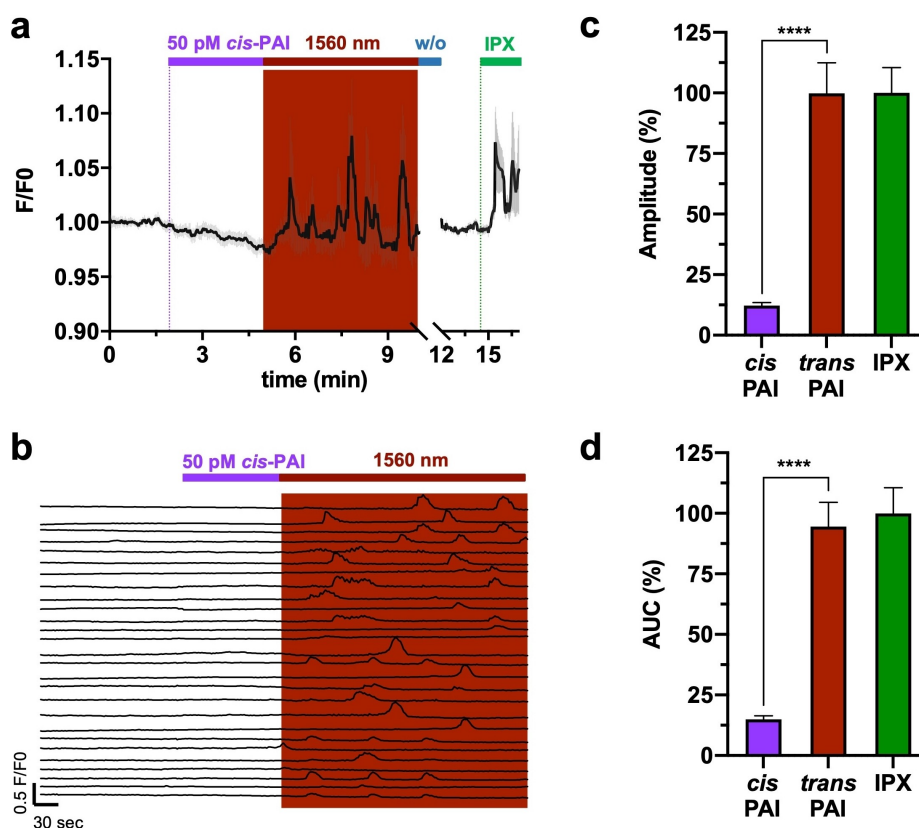 a
50 pM cis-PAI 1560 nm w/o IPX
1.15
1.10
1.05
1.00
0.95
0.90
F/F0
0 3 6 9 12 15
time (min)
b
50 pM cis-PAI 1560 nm
0.5 F/F0
30 sec
c
****
125
100
75
50
25
0
Amplitude (%)
cis PAI
trans PAI
IPX
d
****
125
100
75
50
25
0
AUC (%)
cis PAI
trans PAI
IPX